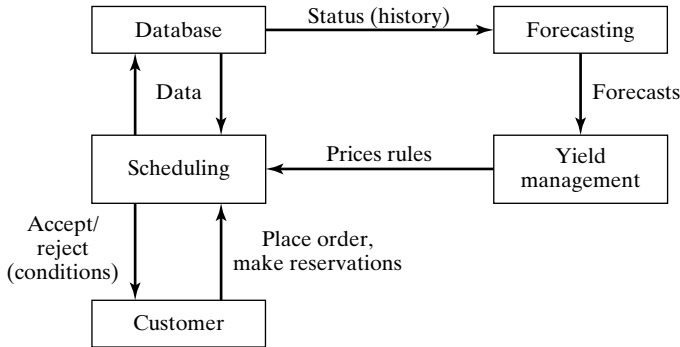 Status (history)
Database
Forecasting
Data
Forecasts
Scheduling
Prices rules
Yield
management
Accept/
reject
(conditions)
Place order,
make reservations
Customer